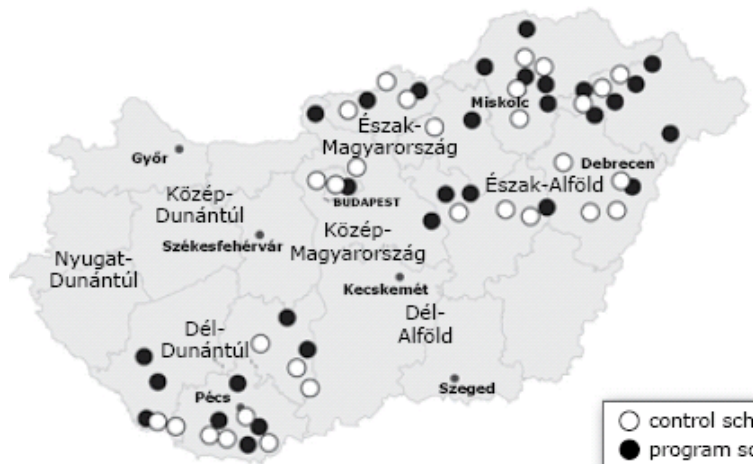 Miskolc
Észak-
Magyarország
Győr
Debrecen
Észak-Alföld
Közép-
Dunántúl
BUDAPEST
Székesfehérvár
Közép-
Magyarország
Nyugat-
Dunántúl
Kecskemét
Dél-
Alföld
Dél-
Dunántúl
Szeged
Pécs
control sch
program sc